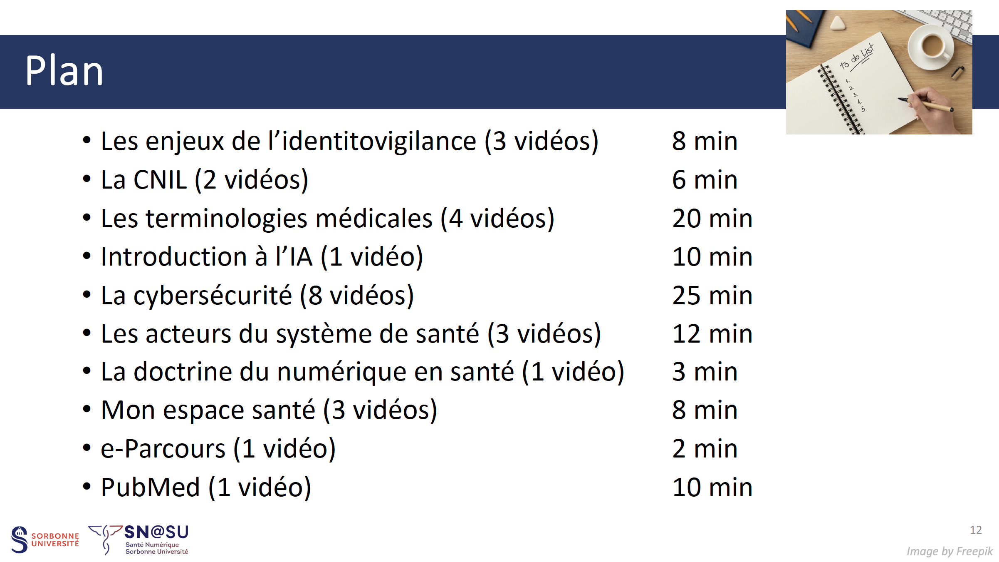 Plan
to do List
1.
2.
3.
4.
5.
• Les enjeux de l’identitovigilance (3 vidéos) 8 min
• La CNIL (2 vidéos) 6 min
• Les terminologies médicales (4 vidéos) 20 min
• Introduction à l’IA (1 vidéo) 10 min
• La cybersécurité (8 vidéos) 25 min
• Les acteurs du système de santé (3 vidéos) 12 min
• La doctrine du numérique en santé (1 vidéo) 3 min
• Mon espace santé (3 vidéos) 8 min
• e-Parcours (1 vidéo) 2 min
• PubMed (1 vidéo) 10 min
SORBONNE
UNIVERSITÉ
SN@SU
Santé Numérique
Sorbonne Université
12
Image by Freepik